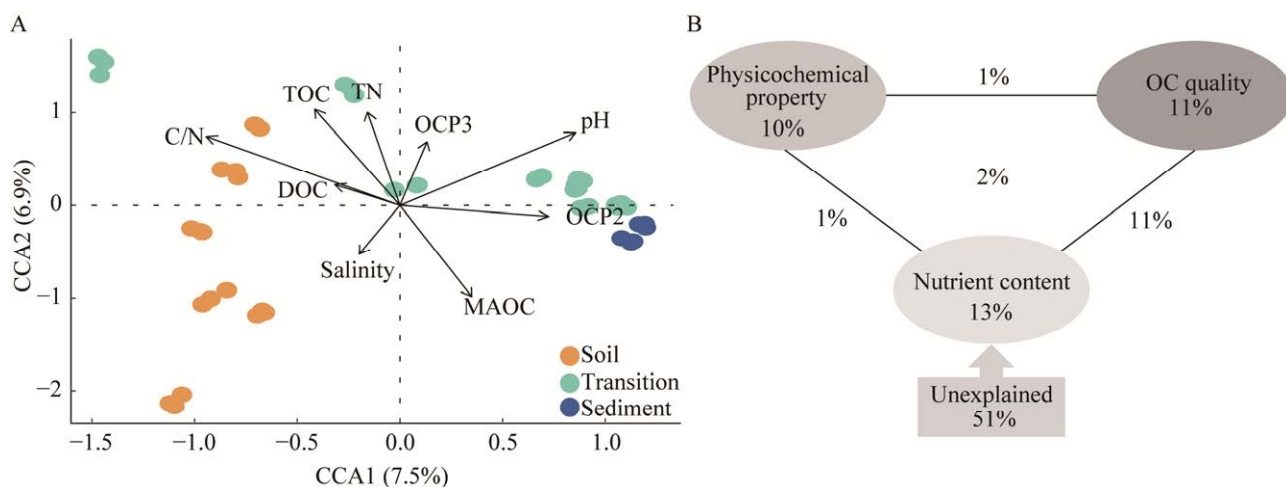 A
1
0
−1
−2
CCA2 (6.9%)
−1.5
−1.0
−0.5
0.0
0.5
1.0
CCA1 (7.5%)
TOC
TN
OCP3
pH
C/N
DOC
OCP2
Salinity
MAOC
Soil
Transition
Sediment
B
Physicochemical
property
10%
1%
OC quality
11%
2%
1%
11%
Nutrient content
13%
Unexplained
51%